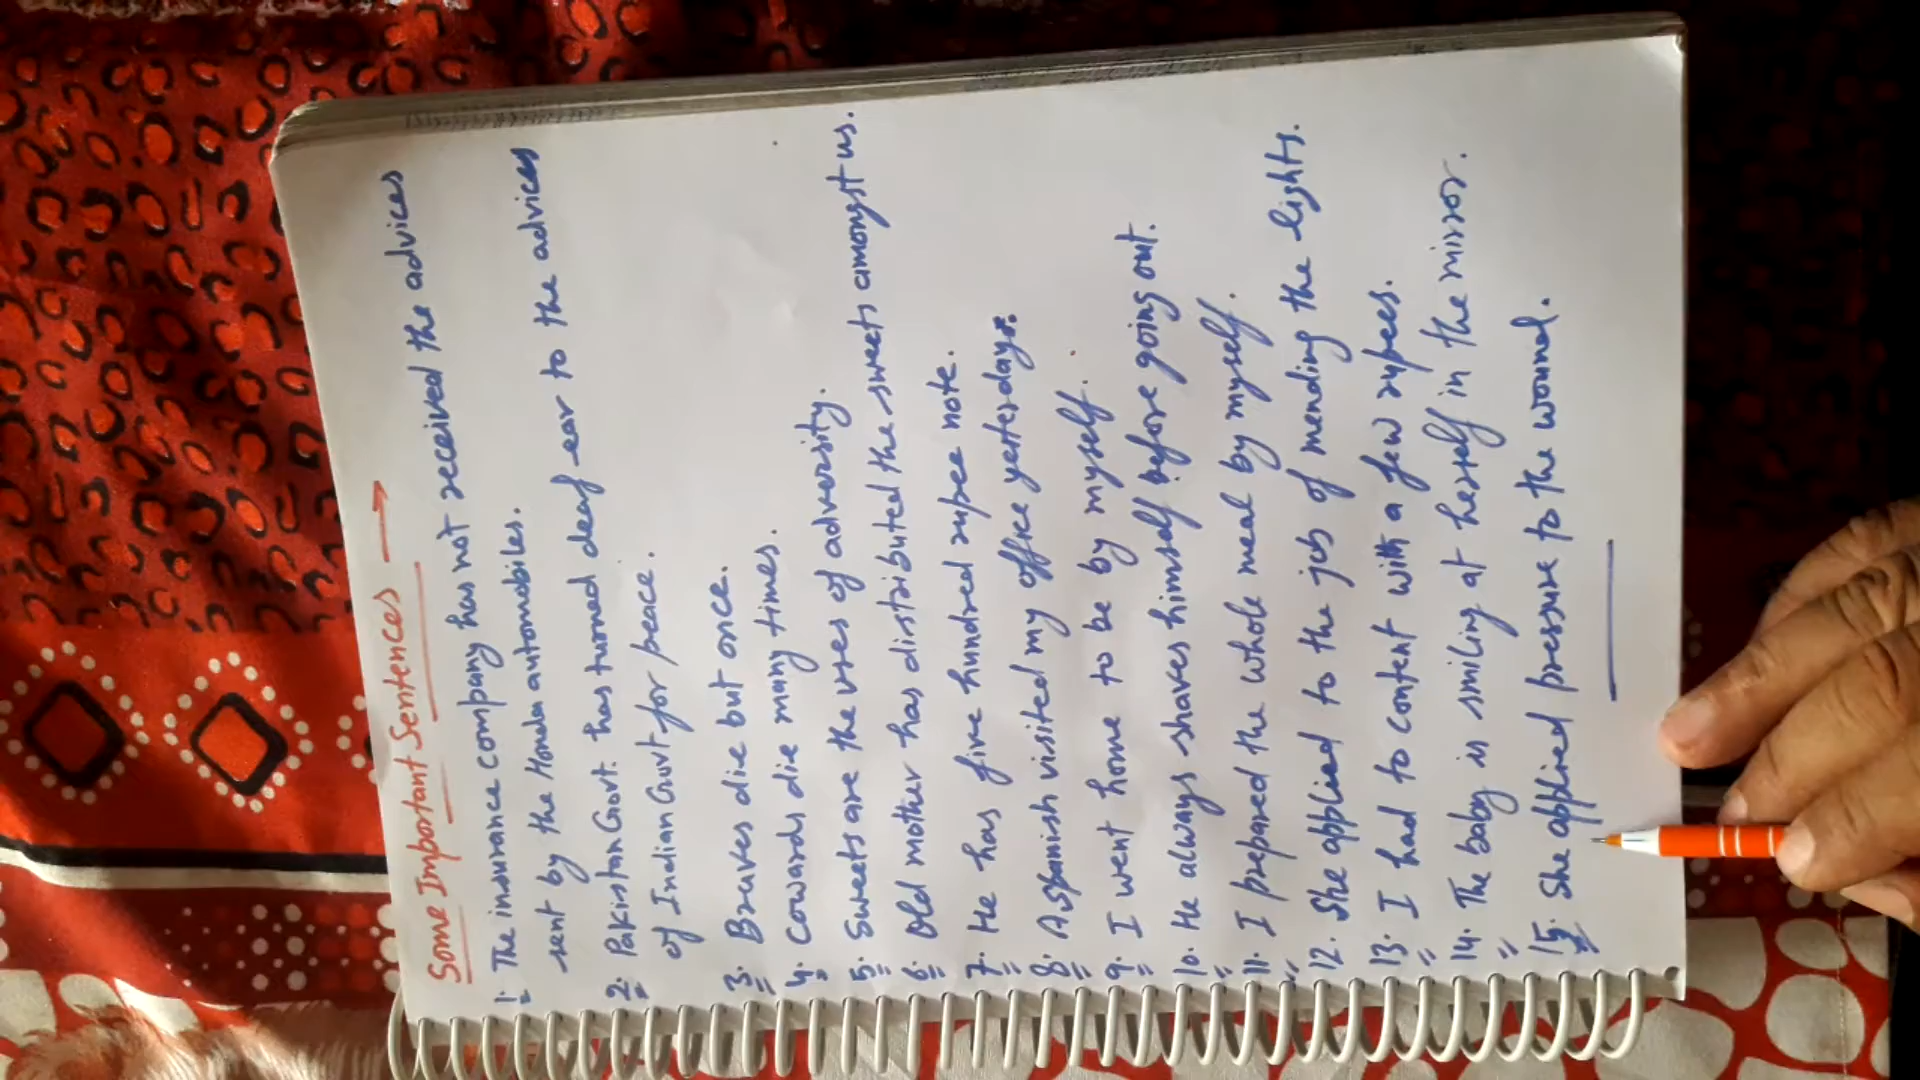 Some Important Sentences →
1. The insurance company has not received the advices
sent by the Honda automobiles.
2. Pakistan Govt. has turned deaf ear to the advices
of Indian Govt for peace.
3. Braves die but once.
4. Cowards die many times.
5. Sweets are the uses of adversity.
6. Old mother has distributed the sweets amongst us.
7. He has five hundred rupee note.
8. A spanish visited my office yesterday.
9. I went home to be by myself.
10. He always shaves himself before going out.
11. I prepared the whole meal by myself.
12. She applied to the job of mending the lights.
13. I had to content with a few rupees.
14. The baby is smiling at herself in the mirror.
15. She applied pressure to the wound.